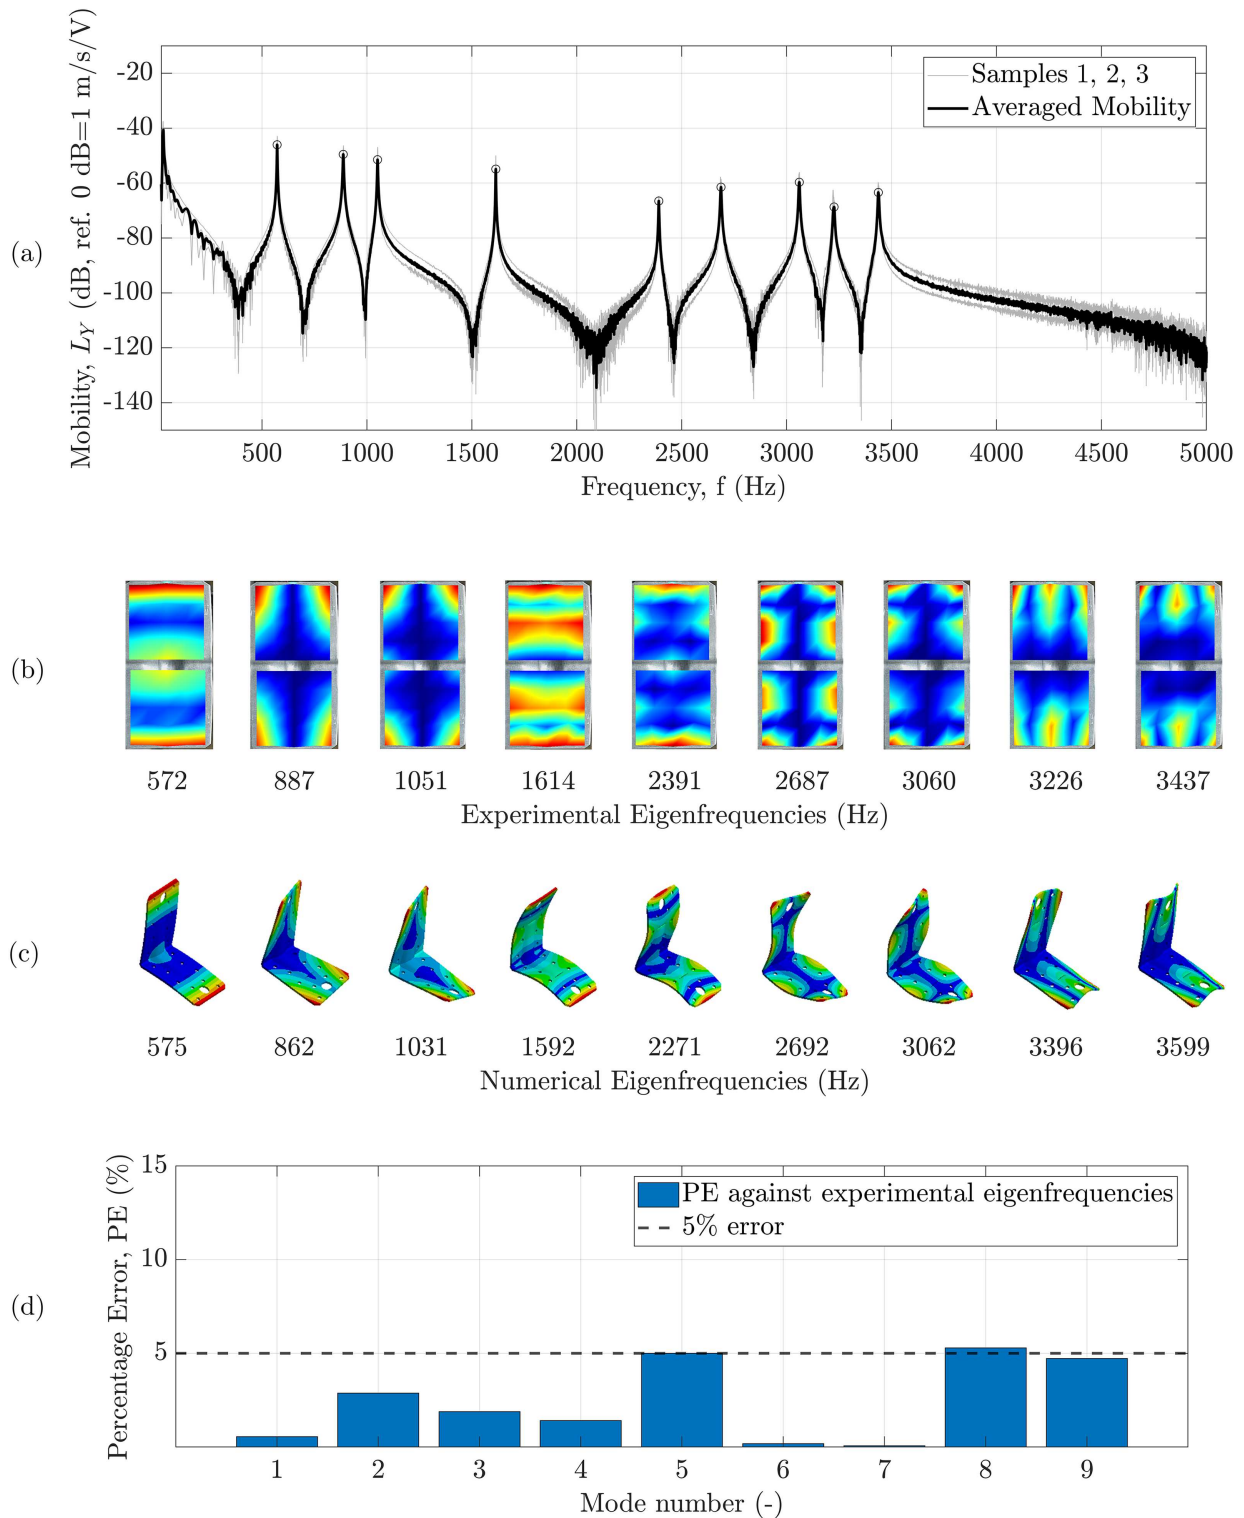 (a)
Mobility, L_Y (dB, ref. 0 dB=1 m/s/V)
-20
-40
-60
-80
-100
-120
-140
Samples 1, 2, 3
Averaged Mobility
500 1000 1500 2000 2500 3000 3500 4000 4500 5000
Frequency, f (Hz)
(b)
572 887 1051 1614 2391 2687 3060 3226 3437
Experimental Eigenfrequencies (Hz)
(c)
575 862 1031 1592 2271 2692 3062 3396 3599
Numerical Eigenfrequencies (Hz)
(d)
Percentage Error, PE (%)
15
10
5
PE against experimental eigenfrequencies
5% error
1 2 3 4 5 6 7 8 9
Mode number (-)